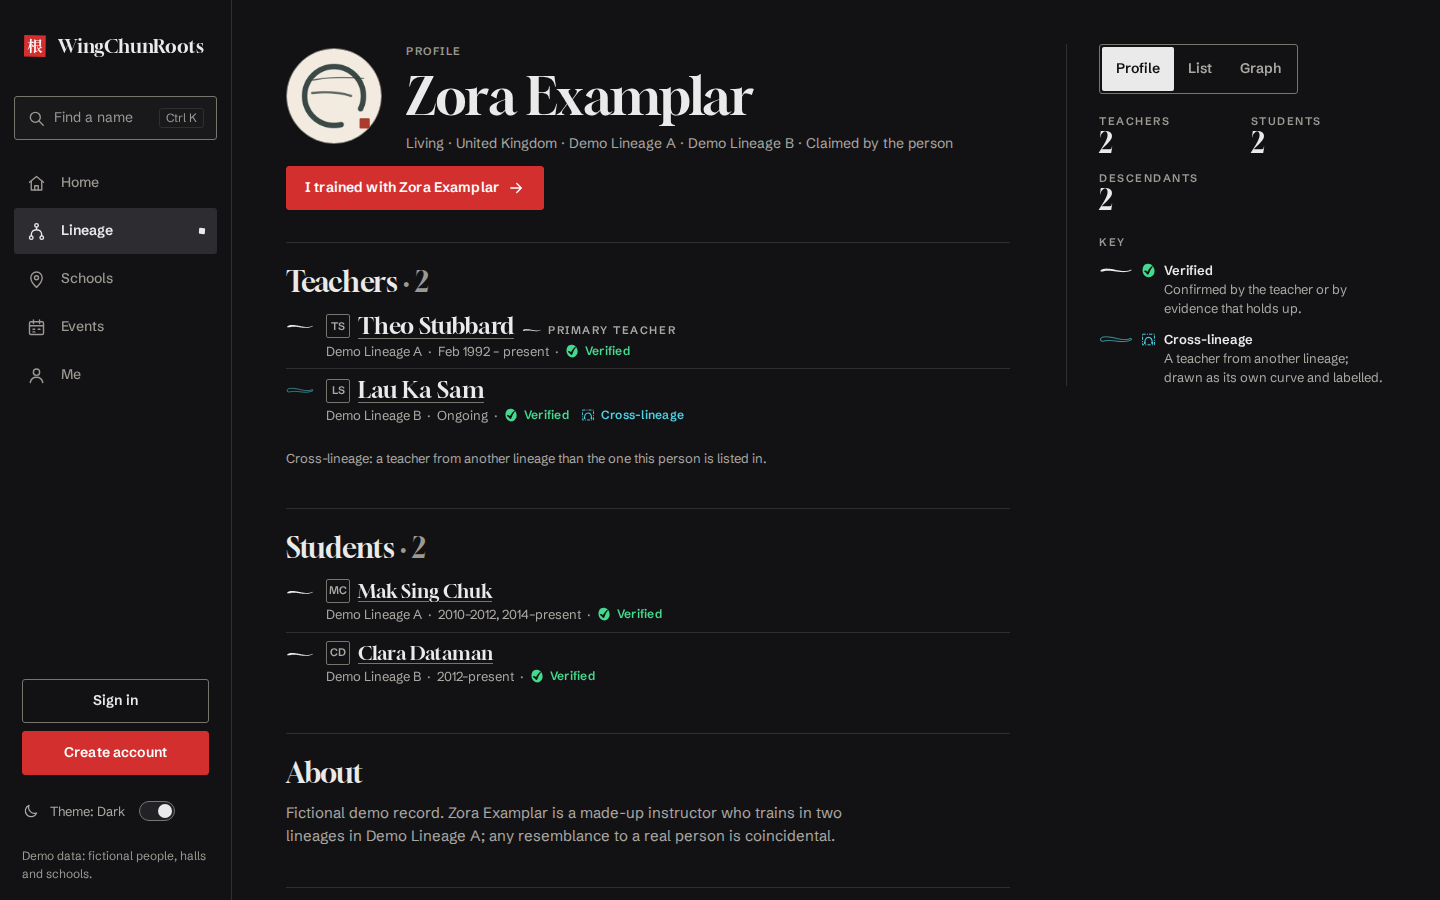 根 WingChunRoots
Find a name Ctrl K
Home
Lineage
Schools
Events
Me
Sign in
Create account
Theme: Dark
Demo data: fictional people, halls
and schools.
PROFILE
Zora Examplar
Living · United Kingdom · Demo Lineage A · Demo Lineage B · Claimed by the person
I trained with Zora Examplar →
Teachers · 2
TS Theo Stubbard PRIMARY TEACHER
Demo Lineage A · Feb 1992 – present · Verified
LS Lau Ka Sam
Demo Lineage B · Ongoing · Verified Cross-lineage
Cross-lineage: a teacher from another lineage than the one this person is listed in.
Students · 2
MC Mak Sing Chuk
Demo Lineage A · 2010–2012, 2014–present · Verified
CD Clara Dataman
Demo Lineage B · 2012–present · Verified
About
Fictional demo record. Zora Examplar is a made-up instructor who trains in two
lineages in Demo Lineage A; any resemblance to a real person is coincidental.
Profile List Graph
TEACHERS STUDENTS
2 2
DESCENDANTS
2
KEY
Verified
Confirmed by the teacher or by
evidence that holds up.
Cross-lineage
A teacher from another lineage;
drawn as its own curve and labelled.